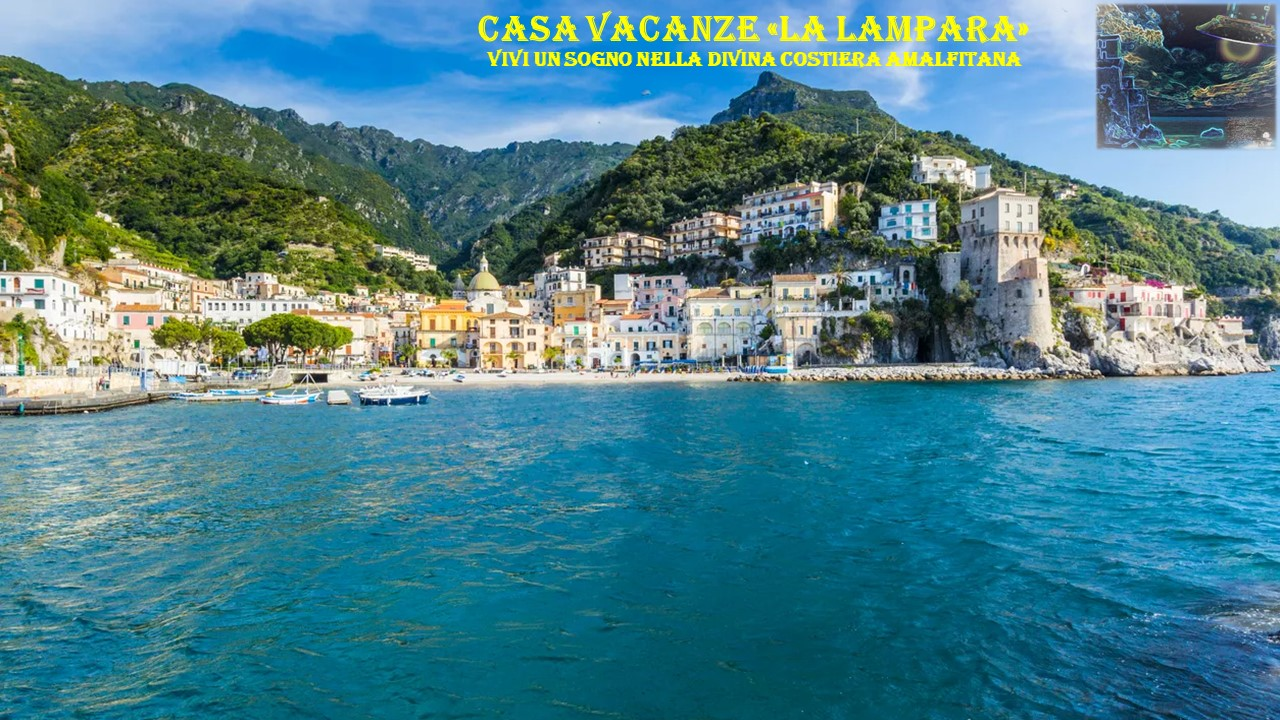 CASA VACANZE «LA LAMPARA»
VIVI UN SOGNO NELLA DIVINA COSTIERA AMALFITANA